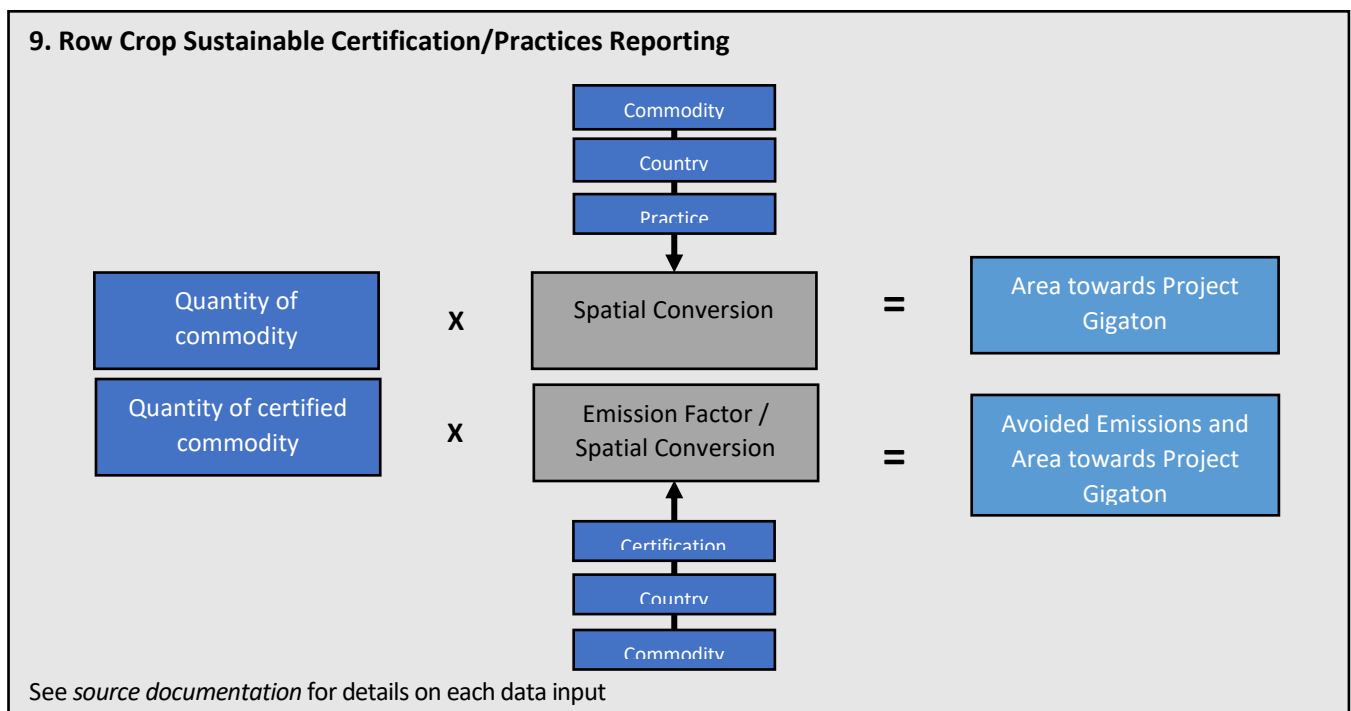 9. Row Crop Sustainable Certification/Practices Reporting
Commodity
Country
Practice
Quantity of
commodity
x
Spatial Conversion
=
Area towards Project
Gigaton
Quantity of certified
commodity
x
Emission Factor /
Spatial Conversion
=
Avoided Emissions and
Area towards Project
Gigaton
Certification
Country
Commodity
See source documentation for details on each data input